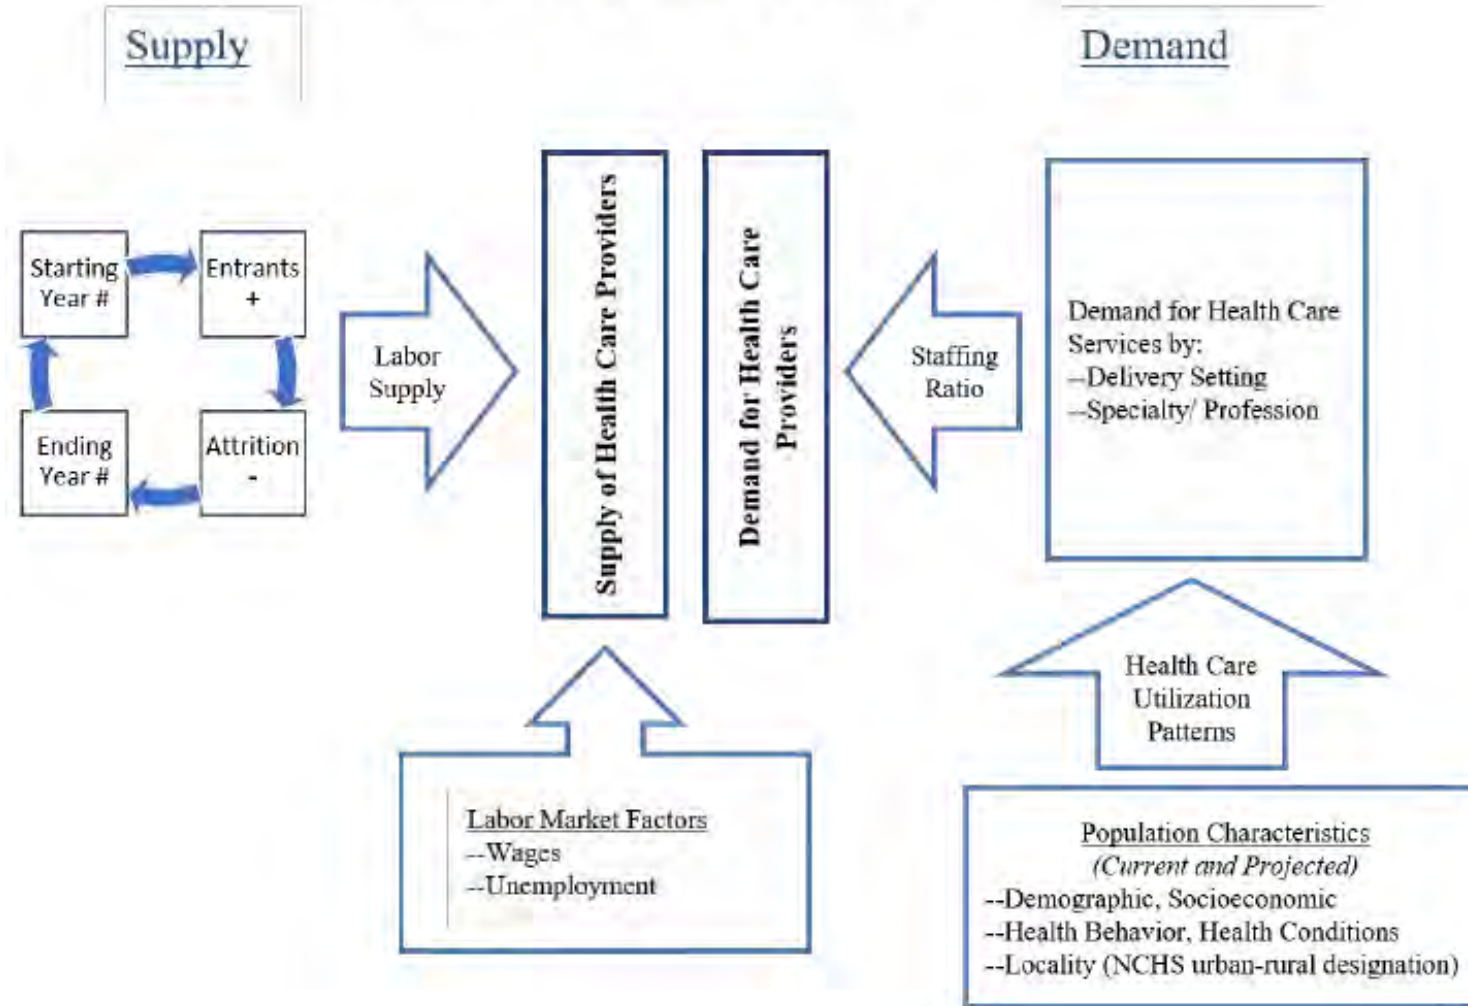 Supply
Demand
Starting
Year #
Entrants
+
Ending
Year #
Attrition
-
Labor
Supply
Supply of Health Care Providers
Demand for Health Care
Providers
Staffing
Ratio
Demand for Health Care
Services by:
--Delivery Setting
--Specialty/ Profession
Health Care
Utilization
Patterns
Labor Market Factors
--Wages
--Unemployment
Population Characteristics
(Current and Projected)
--Demographic, Socioeconomic
--Health Behavior, Health Conditions
--Locality (NCHS urban-rural designation)